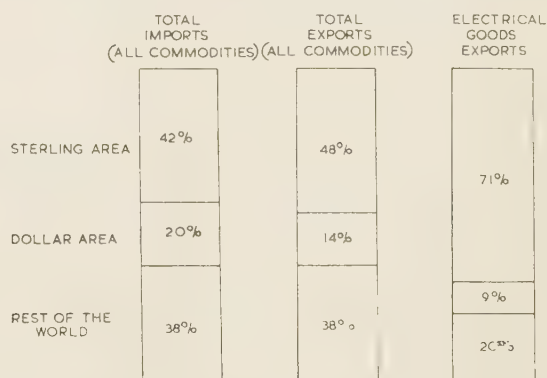 TOTAL
IMPORTS
(ALL COMMODITIES)
TOTAL
EXPORTS
(ALL COMMODITIES)
ELECTRICAL
GOODS
EXPORTS
STERLING AREA
42%
48%
71%
DOLLAR AREA
20%
14%
9%
REST OF THE
WORLD
38%
38%
20%